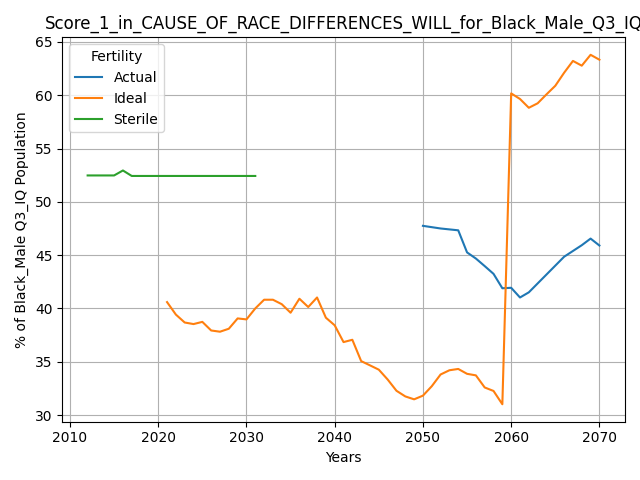 Score_1_in_CAUSE_OF_RACE_DIFFERENCES_WILL_for_Black_Male_Q3_IQ
Fertility
Actual
Ideal
Sterile
65
60
55
50
45
40
35
30
% of Black_Male Q3_IQ Population
2010 2020 2030 2040 2050 2060 2070
Years